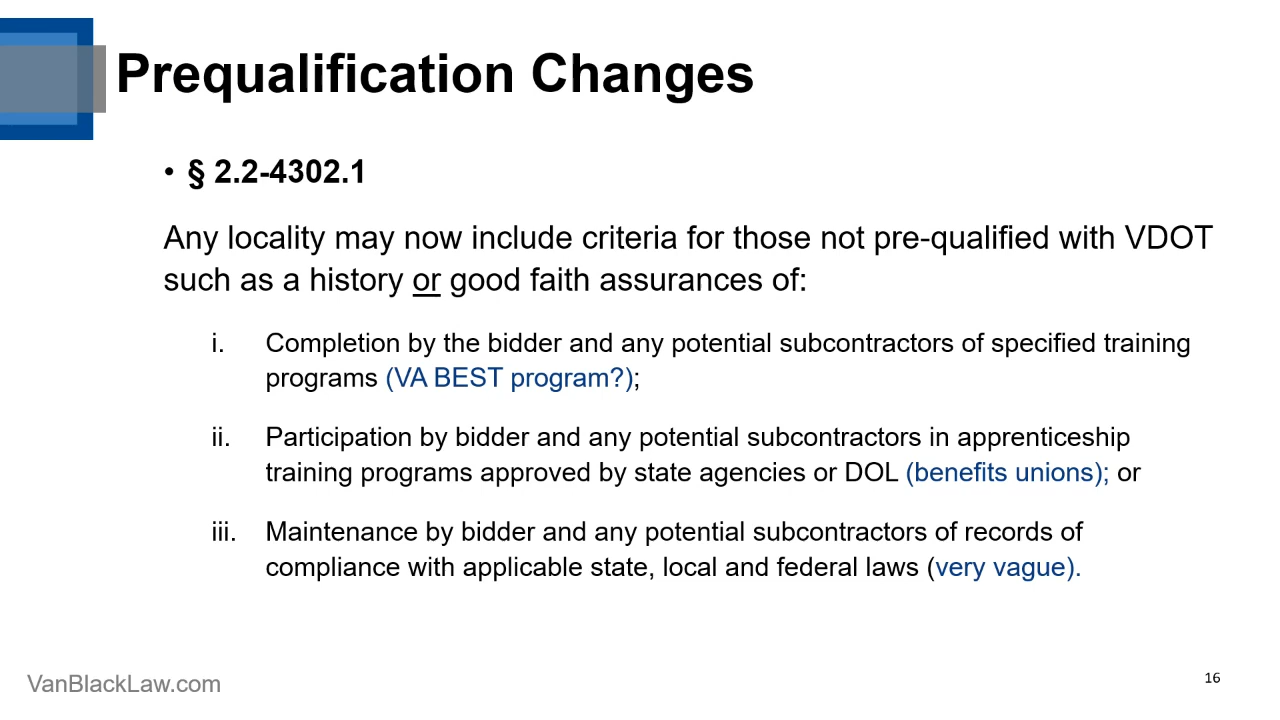 Prequalification Changes
• § 2.2-4302.1
Any locality may now include criteria for those not pre-qualified with VDOT
such as a history or good faith assurances of:
i. Completion by the bidder and any potential subcontractors of specified training
programs (VA BEST program?);
ii. Participation by bidder and any potential subcontractors in apprenticeship
training programs approved by state agencies or DOL (benefits unions); or
iii. Maintenance by bidder and any potential subcontractors of records of
compliance with applicable state, local and federal laws (very vague).
VanBlackLaw.com
16